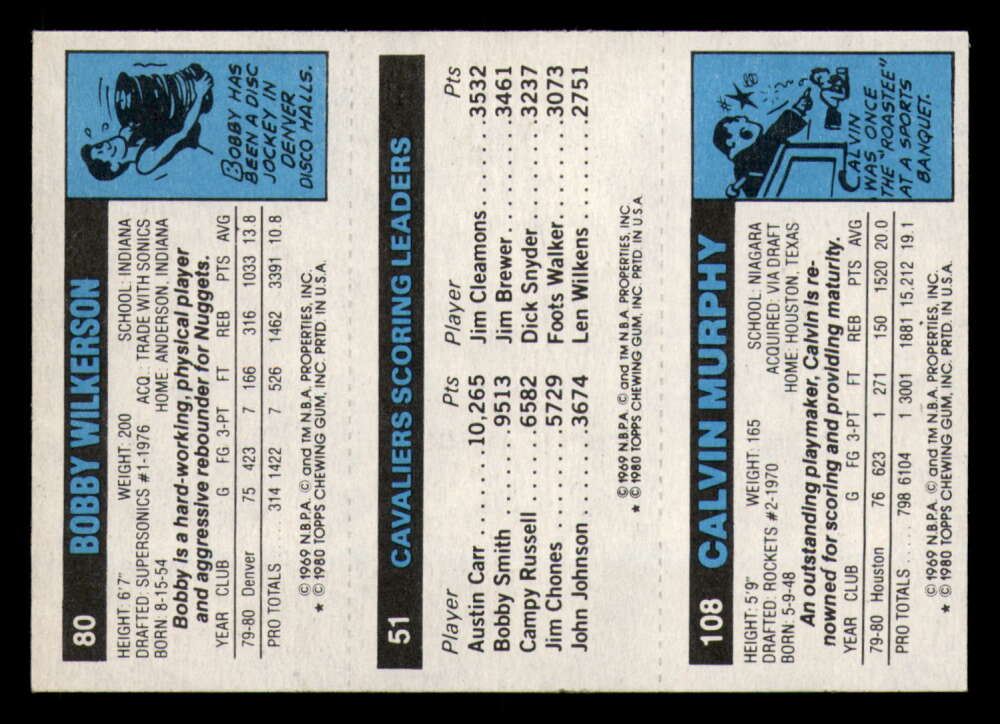 80 BOBBY WILKERSON
HEIGHT: 6'7" WEIGHT: 200 SCHOOL: INDIANA
DRAFTED: SUPERSONICS #1-1976 ACQ.: TRADE WITH SONICS
BORN: 8-15-54 HOME: ANDERSON, INDIANA
Bobby is a hard-working, physical player
and aggressive rebounder for Nuggets.
YEAR CLUB G FG 3-PT FT REB PTS AVG
79-80 Denver 75 423 7 166 316 1033 13.8
PRO TOTALS ... 314 1422 7 526 1462 3391 10.8
© 1969 N.B.P.A. © and TM N.B.A. PROPERTIES, INC.
★ © 1980 TOPPS CHEWING GUM, INC. PRTD IN U.S.A.
BOBBY HAS
BEEN A DISC
JOCKEY IN
DENVER
DISCO HALLS.
51 CAVALIERS SCORING LEADERS
Player Pts Player Pts
Austin Carr ..... 10,265 Jim Cleamons ..... 3532
Bobby Smith ..... 9513 Jim Brewer ..... 3461
Campy Russell ..... 6582 Dick Snyder ..... 3237
Jim Chones ..... 5729 Foots Walker ..... 3073
John Johnson ..... 3674 Len Wilkens ..... 2751
© 1969 N.B.P.A. © and TM N.B.A. PROPERTIES, INC.
★ © 1980 TOPPS CHEWING GUM, INC. PRTD IN U.S.A.
108 CALVIN MURPHY
HEIGHT: 5'9" WEIGHT: 165 SCHOOL: NIAGARA
DRAFTED: ROCKETS #2-1970 ACQUIRED: VIA DRAFT
BORN: 5-9-48 HOME: HOUSTON, TEXAS
An outstanding playmaker, Calvin is re-
nowned for scoring and providing maturity.
YEAR CLUB G FG 3-PT FT REB PTS AVG
79-80 Houston 76 623 1 271 150 1520 20.0
PRO TOTALS ..... 798 6104 1 3001 1881 15,212 19.1
© 1969 N.B.P.A. © and TM N.B.A. PROPERTIES, INC.
★ © 1980 TOPPS CHEWING GUM, INC. PRTD IN U.S.A.
CALVIN
WAS ONCE
THE "ROASTEE"
AT A SPORTS
BANQUET.